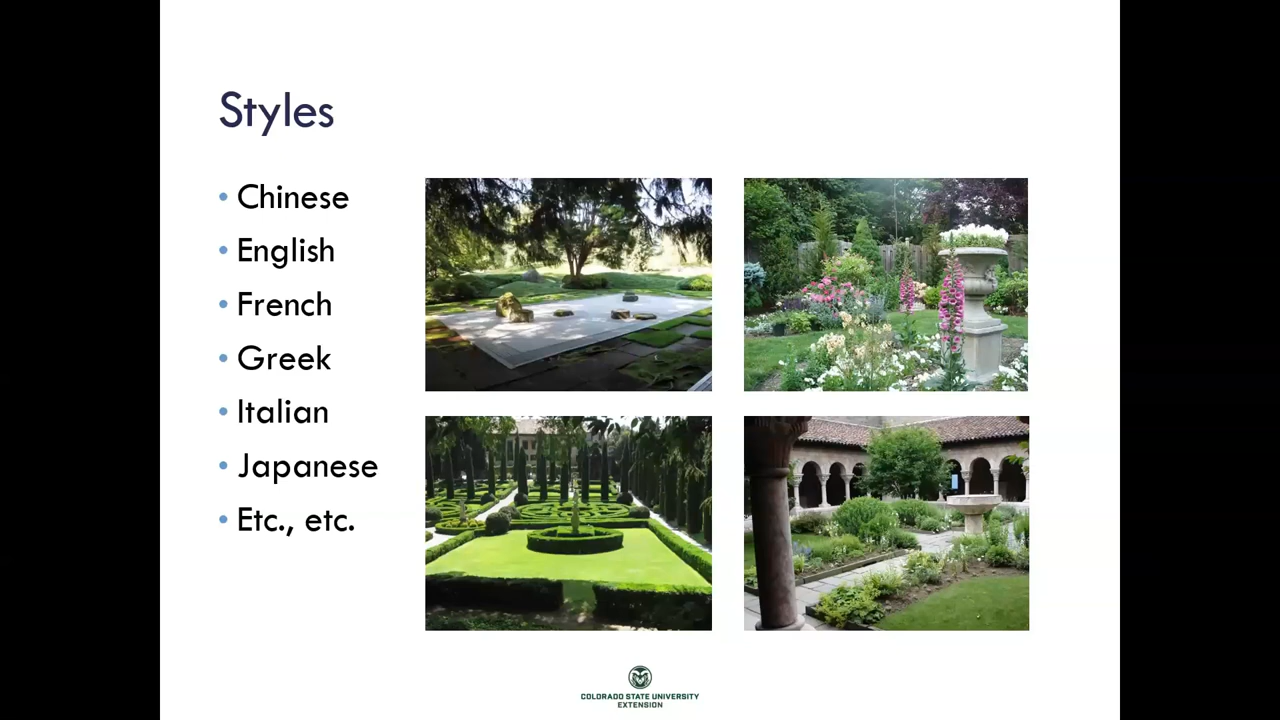 Styles
• Chinese
• English
• French
• Greek
• Italian
• Japanese
• Etc., etc.
COLORADO STATE UNIVERSITY
EXTENSION